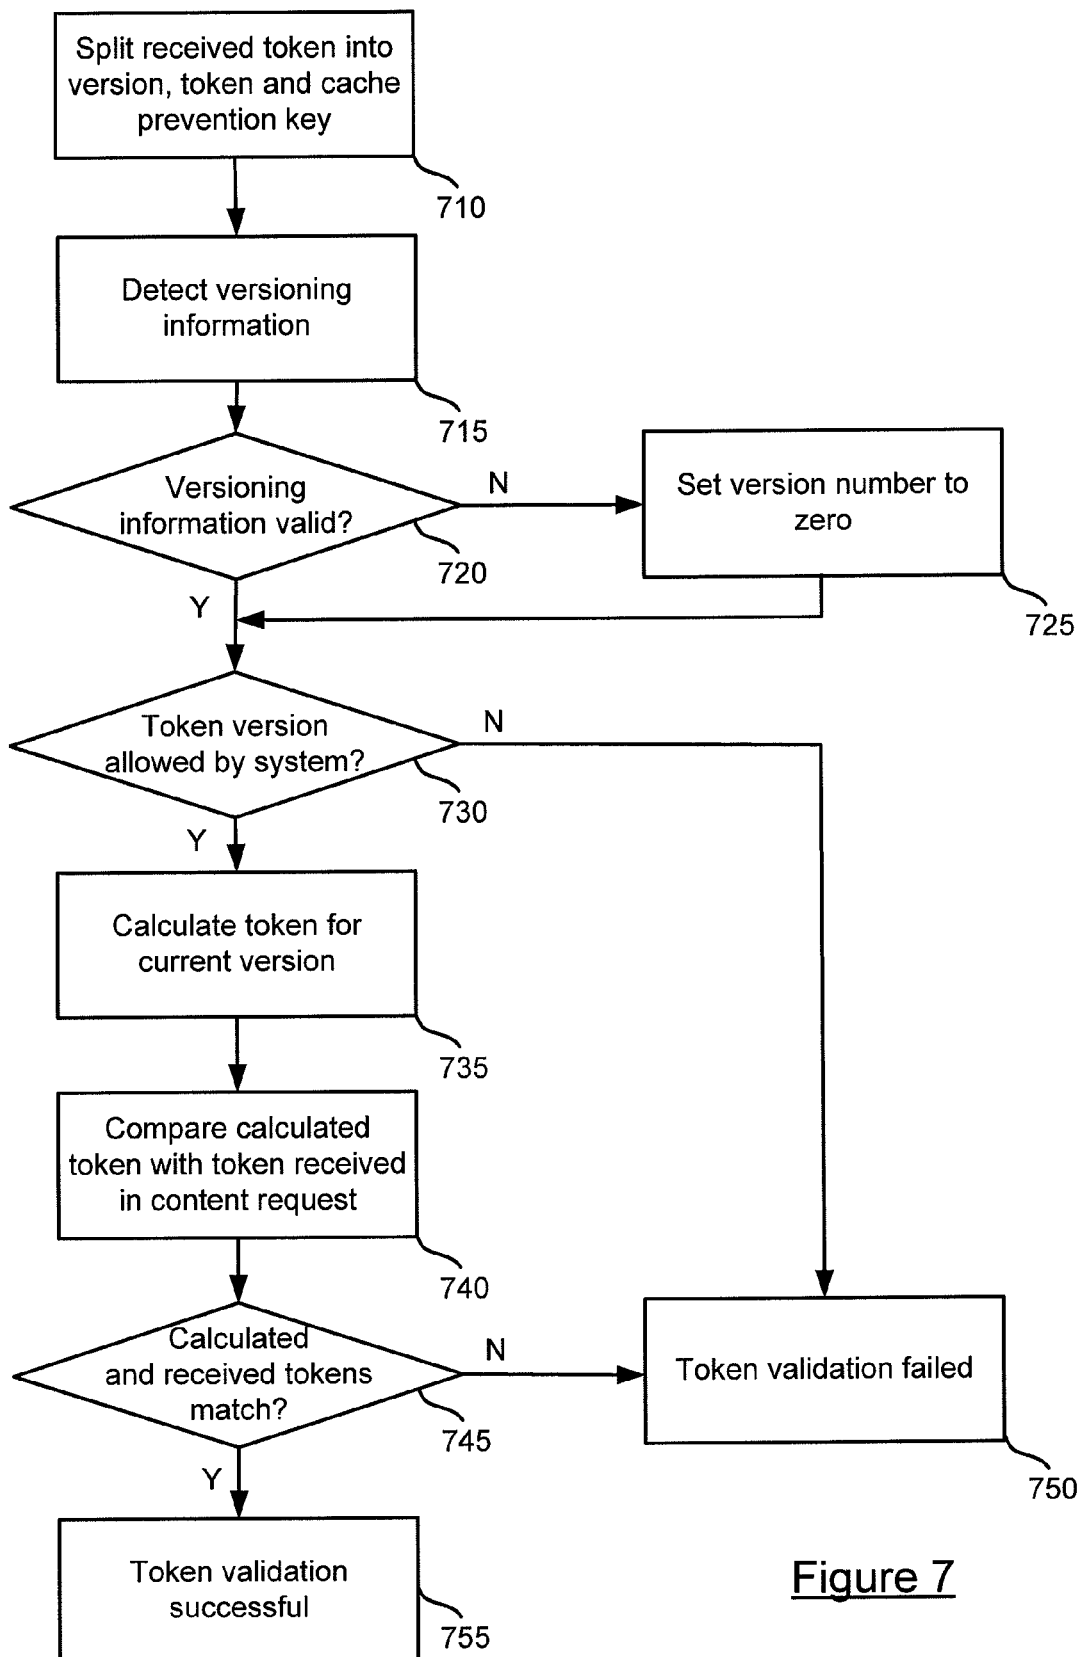 Split received token into
version, token and cache
prevention key
710
Detect versioning
information
715
Versioning
information valid?
N
720
Y
Set version number to
zero
725
Token version
allowed by system?
N
730
Y
Calculate token for
current version
735
Compare calculated
token with token received
in content request
740
Calculated
and received tokens
match?
N
745
Y
Token validation failed
750
Token validation
successful
755
Figure 7